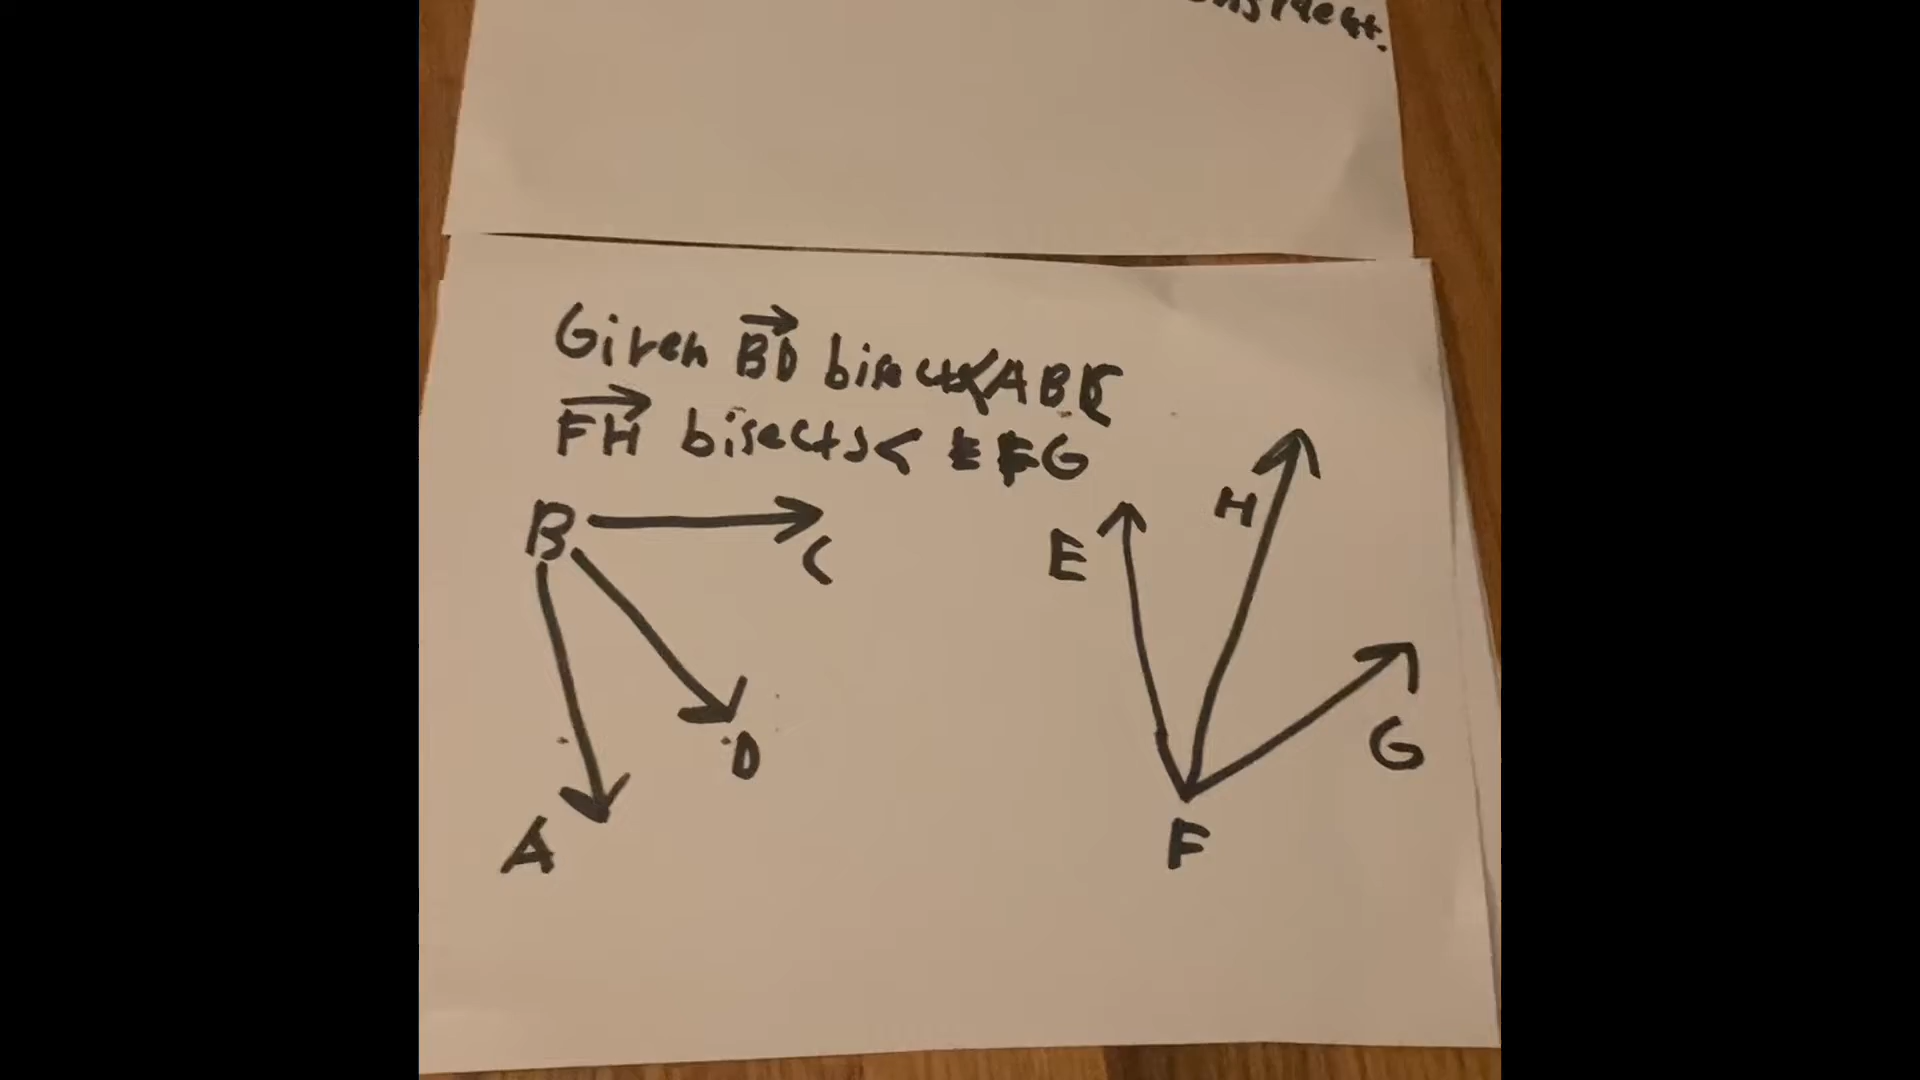 Given BD bisects<ABC
FH bisects< EFG
B
C
H
E
D
G
A
F